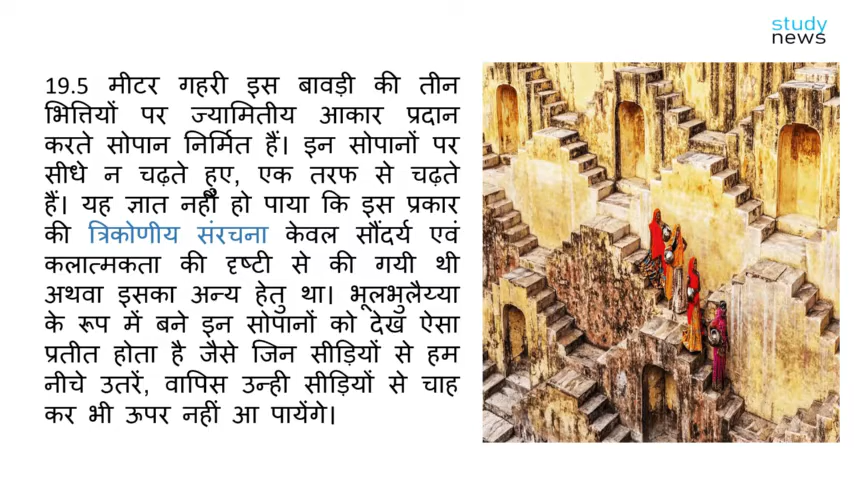 study
news
19.5 मीटर गहरी इस बावड़ी की तीन
भित्तियों पर ज्यामितीय आकार प्रदान
करते सोपान निर्मित हैं। इन सोपानों पर
सीधे न चढ़ते हुए, एक तरफ से चढ़ते
हैं। यह ज्ञात नहीं हो पाया कि इस प्रकार
की त्रिकोणीय संरचना केवल सौंदर्य एवं
कलात्मकता की दृष्टी से की गयी थी
अथवा इसका अन्य हेतु था। भूलभुलैय्या
के रूप में बने इन सोपानों को देख ऐसा
प्रतीत होता है जैसे जिन सीड़ियों से हम
नीचे उतरें, वापिस उन्ही सीड़ियों से चाह
कर भी ऊपर नहीं आ पायेंगे।